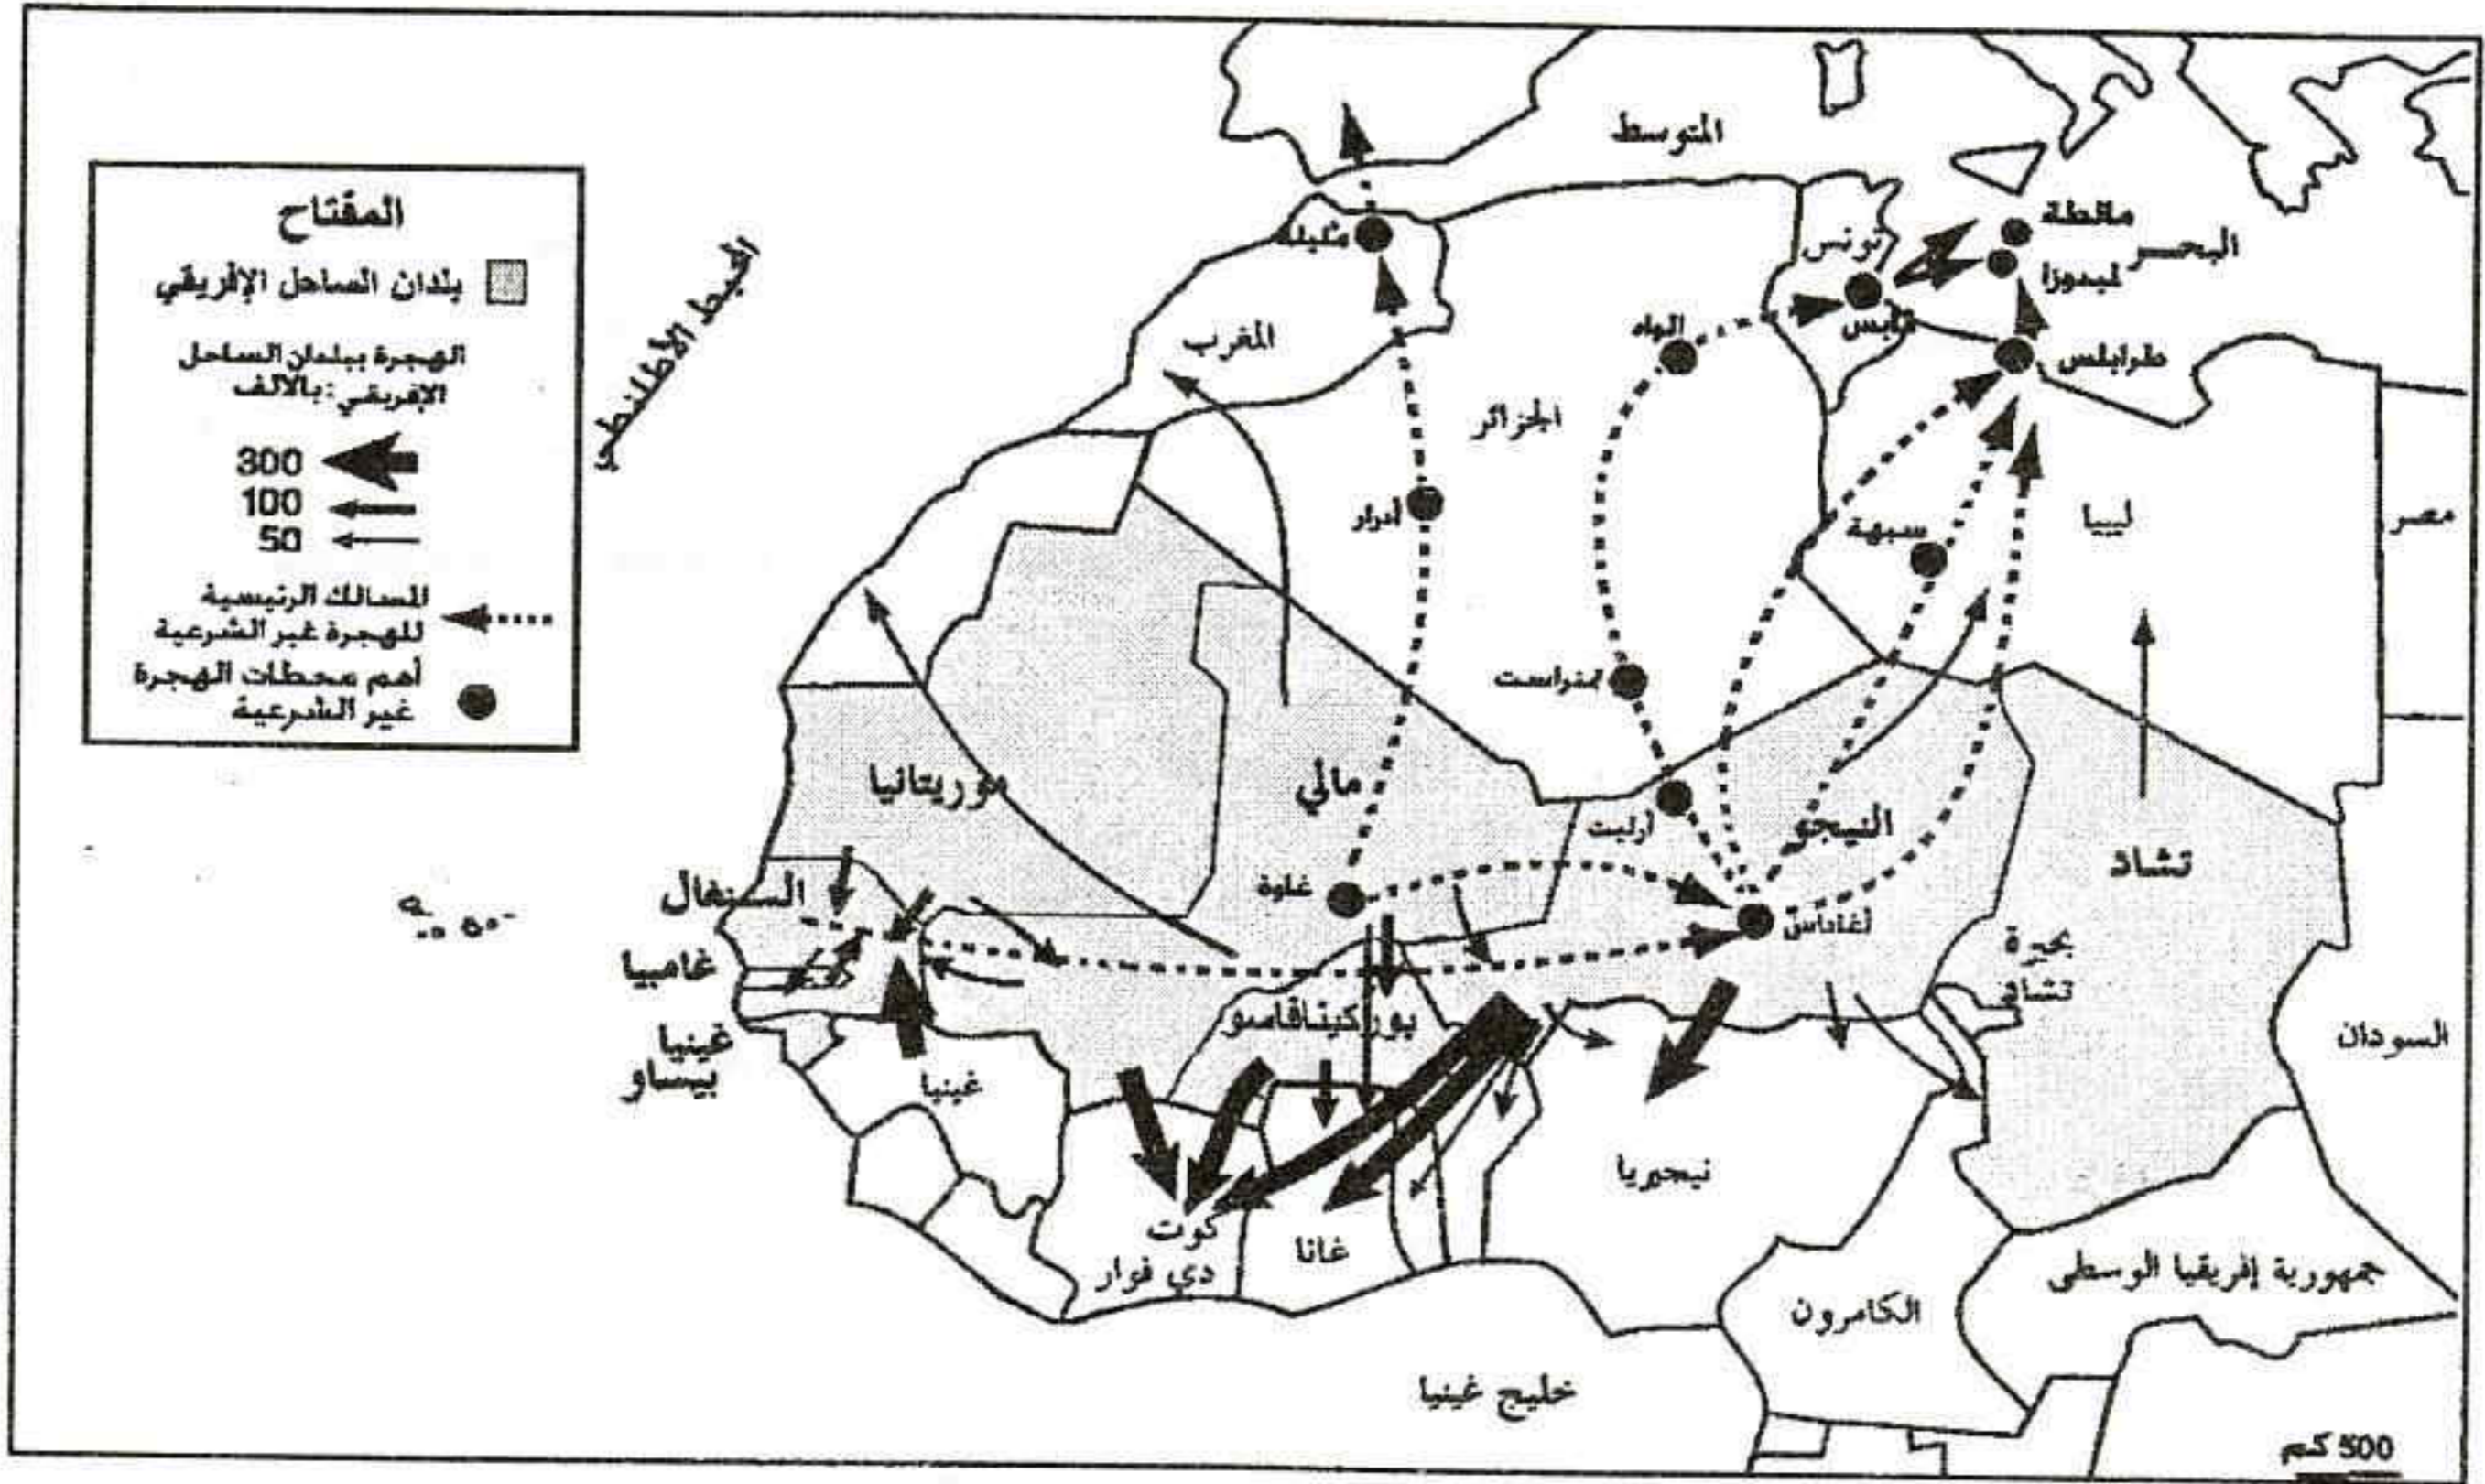 المفتاح
بلدان الساحل الإفريقي
الهجرة ببلدان الساحل
الإفريقي: بالالف
300
100
50
المسالك الرئيسية
للهجرة غير الشرعية
أهم محطات الهجرة
غير الشرعية
المحيط الأطلنطي
المتوسط
البحر
مالطة
لمبدوزا
مليلة
تونس
قابس
طرابلس
المغرب
الواد
الجزائر
أدرار
سبهة
ليبيا
مصر
تمنراست
موريتانيا
مالي
أرليت
النيجر
تشاد
السنغال
غاوة
أغاداس
غامبيا
بحيرة
تشاد
بوركينافاسو
غينيا
بيساو
غينيا
السودان
نيجيريا
كوت
دي فوار
غانا
جمهورية إفريقيا الوسطى
الكامرون
خليج غينيا
500 كم